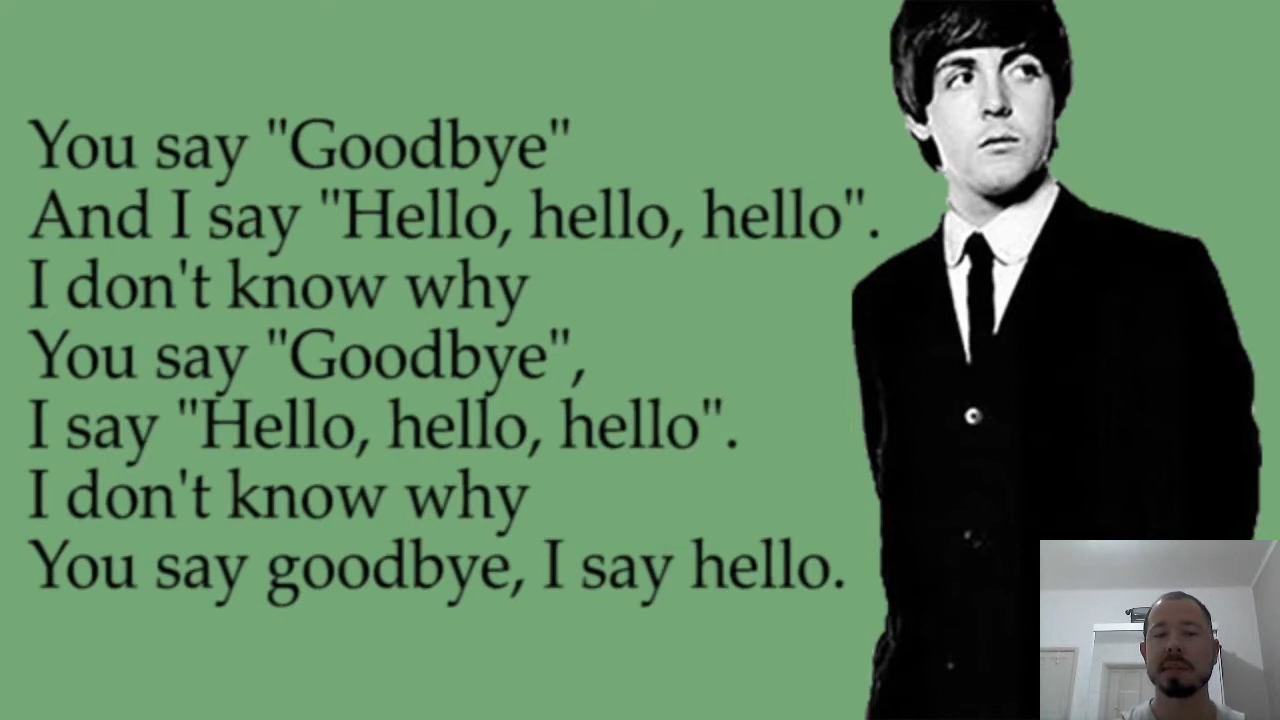 You say "Goodbye"
And I say "Hello, hello, hello".
I don't know why
You say "Goodbye",
I say "Hello, hello, hello".
I don't know why
You say goodbye, I say hello.